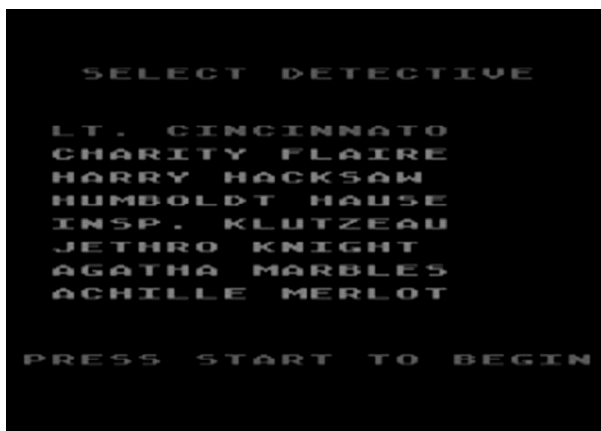 SELECT DETECTIVE
LT. CINCINNATO
CHARITY FLAIRE
HARRY HACKSAW
HUMBOLDT HAUSE
INSP. KLUTZEAU
JETHRO KNIGHT
AGATHA MARBLES
ACHILLE MERLOT
PRESS START TO BEGIN